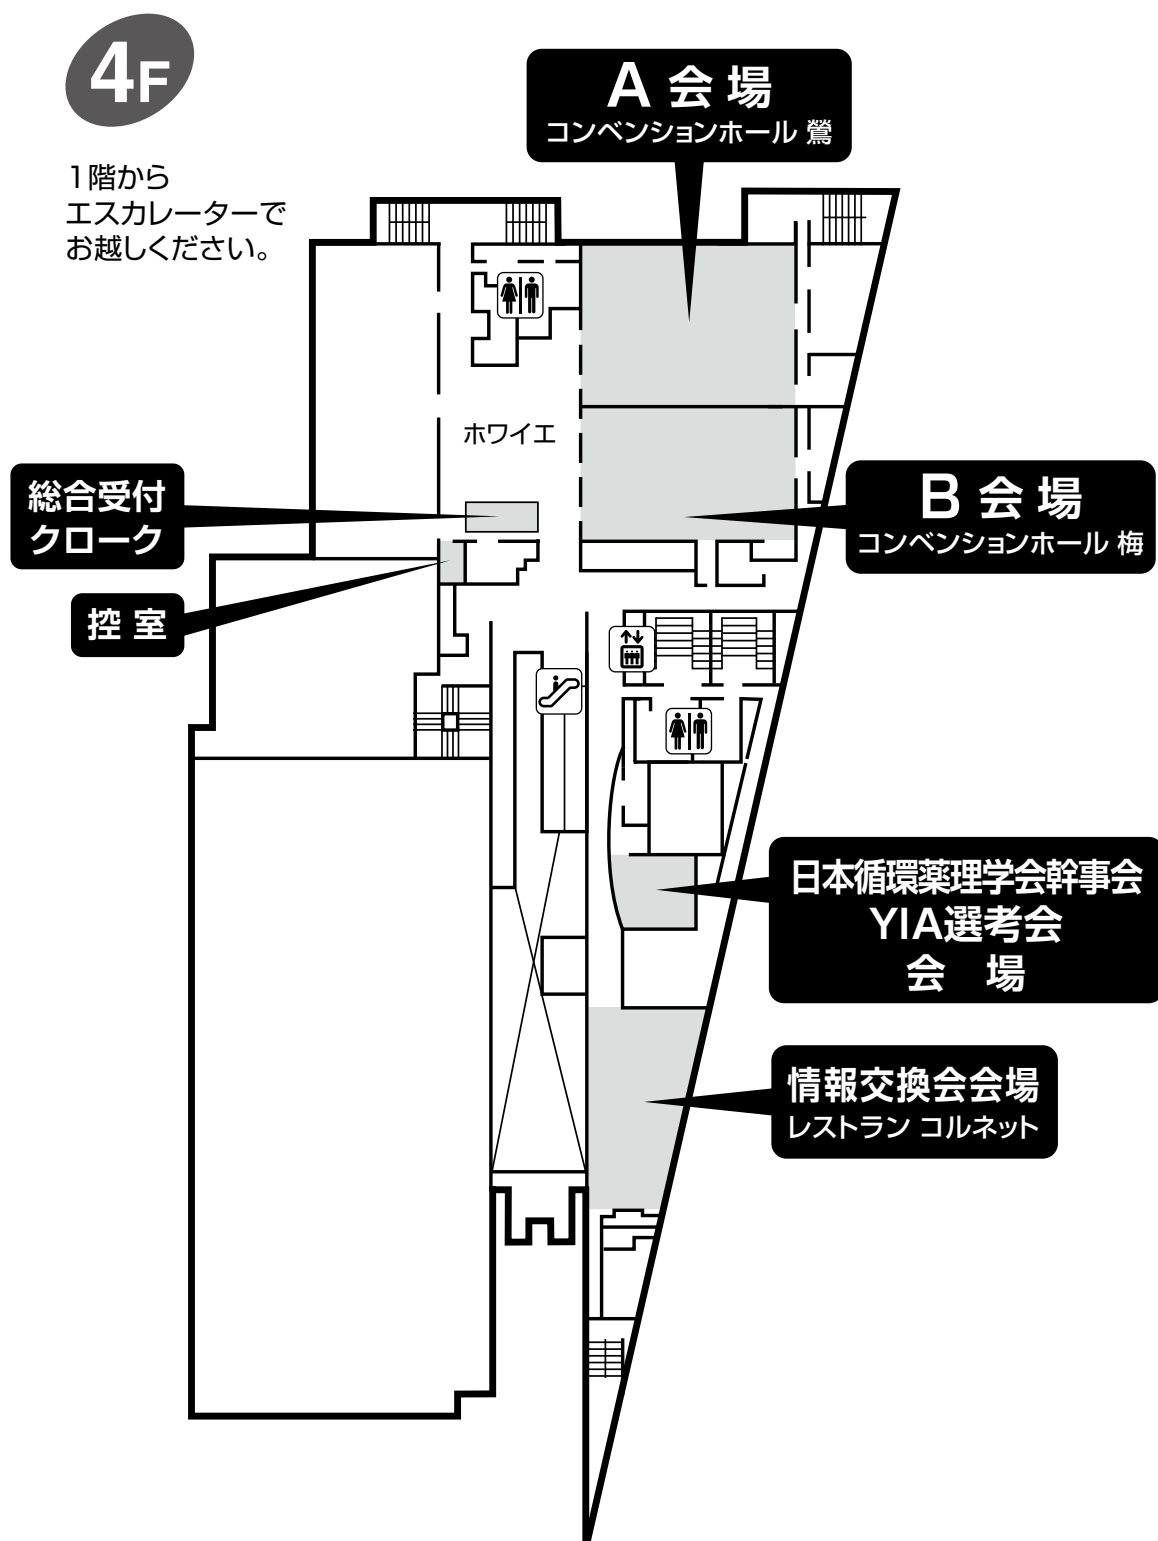 4F
1階から
エスカレーターで
お越しください。
A 会 場
コンベンションホール 鶯
ホワイエ
総合受付
クローク
B 会 場
コンベンションホール 梅
控 室
日本循環薬理学会幹事会
YIA選考会
会 場
情報交換会会場
レストラン コルネット